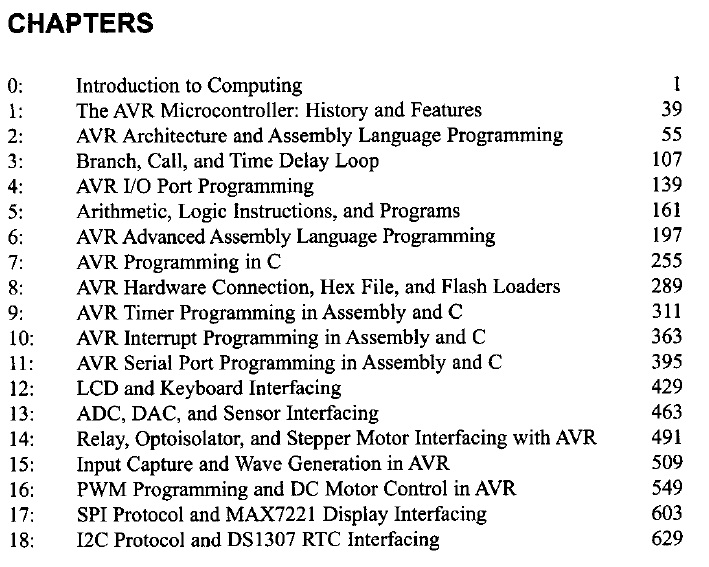 CHAPTERS
0: Introduction to Computing 1
1: The AVR Microcontroller: History and Features 39
2: AVR Architecture and Assembly Language Programming 55
3: Branch, Call, and Time Delay Loop 107
4: AVR I/O Port Programming 139
5: Arithmetic, Logic Instructions, and Programs 161
6: AVR Advanced Assembly Language Programming 197
7: AVR Programming in C 255
8: AVR Hardware Connection, Hex File, and Flash Loaders 289
9: AVR Timer Programming in Assembly and C 311
10: AVR Interrupt Programming in Assembly and C 363
11: AVR Serial Port Programming in Assembly and C 395
12: LCD and Keyboard Interfacing 429
13: ADC, DAC, and Sensor Interfacing 463
14: Relay, Optoisolator, and Stepper Motor Interfacing with AVR 491
15: Input Capture and Wave Generation in AVR 509
16: PWM Programming and DC Motor Control in AVR 549
17: SPI Protocol and MAX7221 Display Interfacing 603
18: I2C Protocol and DS1307 RTC Interfacing 629